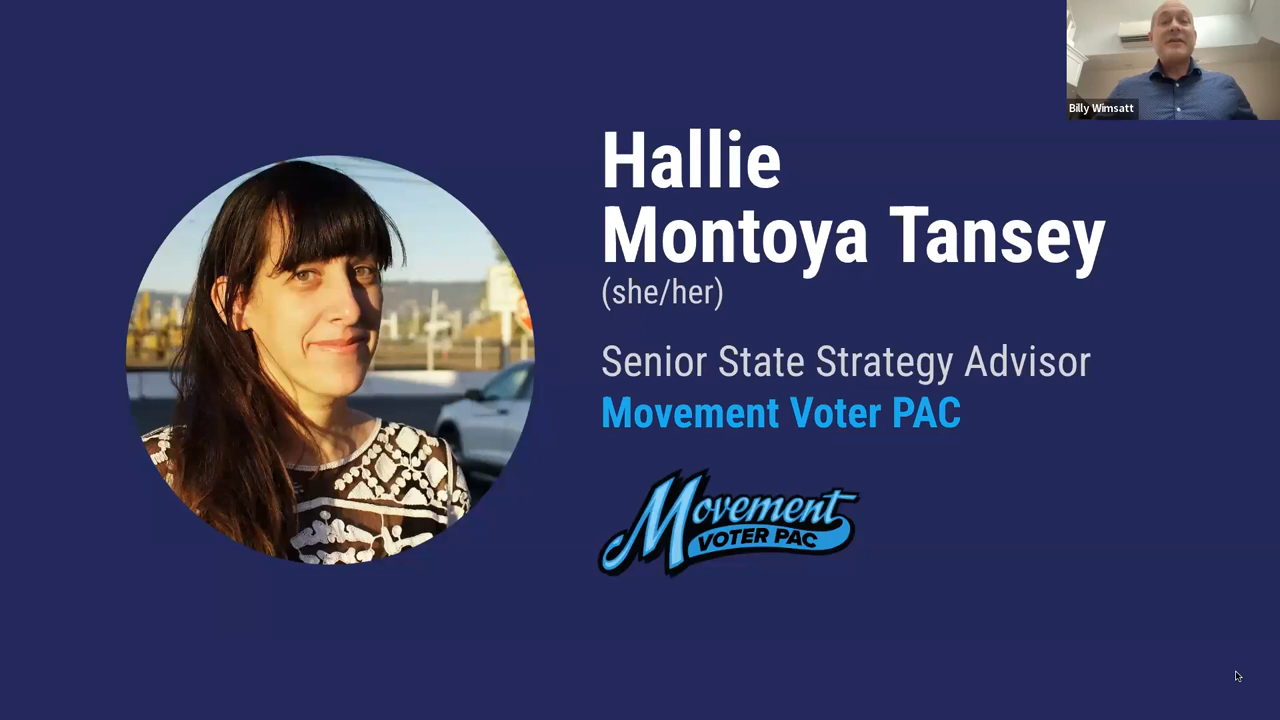 Billy Wimsatt
Hallie
Montoya Tansey
(she/her)
Senior State Strategy Advisor
Movement Voter PAC
Movement
VOTER PAC